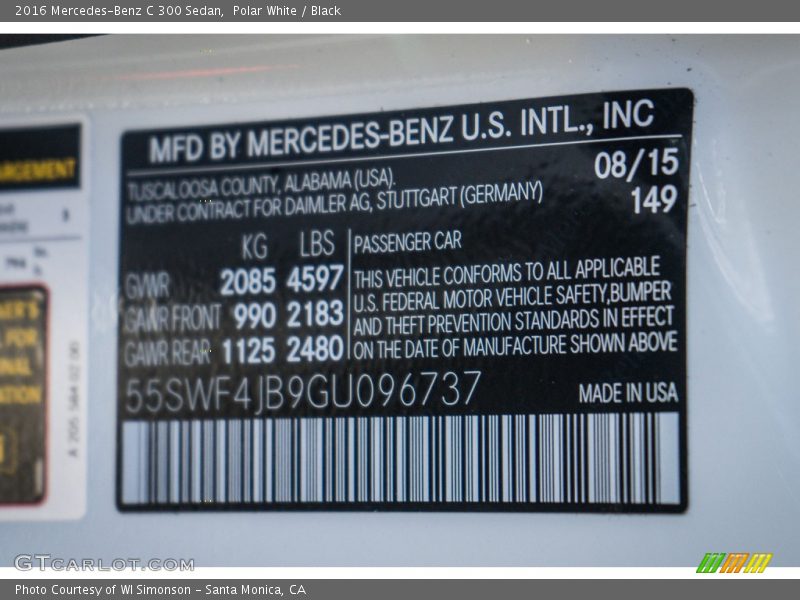 2016 Mercedes-Benz C 300 Sedan,  Polar White / Black
MFD BY MERCEDES-BENZ U.S. INTL., INC
TUSCALOOSA COUNTY, ALABAMA (USA). 08/15
UNDER CONTRACT FOR DAIMLER AG, STUTTGART (GERMANY) 149
KG LBS PASSENGER CAR
GVWR 2085 4597 THIS VEHICLE CONFORMS TO ALL APPLICABLE
GAWR FRONT 990 2183 U.S. FEDERAL MOTOR VEHICLE SAFETY,BUMPER
AND THEFT PREVENTION STANDARDS IN EFFECT
GAWR REAR 1125 2480 ON THE DATE OF MANUFACTURE SHOWN ABOVE
55SWF4JB9GU096737 MADE IN USA
A 205 584 02 00
GTCARLOT.COM
Photo Courtesy of WI Simonson - Santa Monica, CA